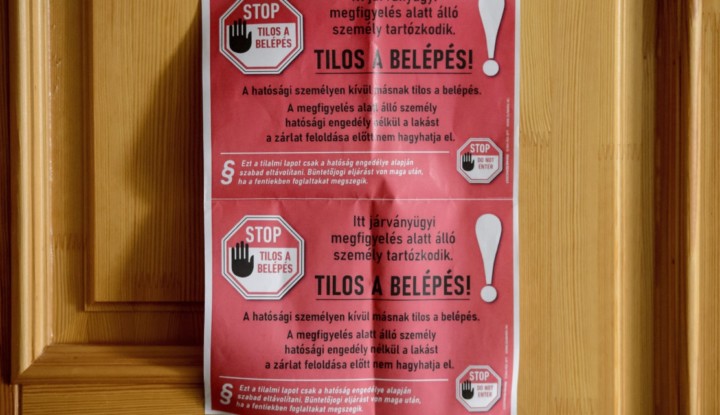 STOP
TILOS A
BELÉPÉS
Itt járványügyi
megfigyelés alatt álló
személy tartózkodik.
TILOS A BELÉPÉS!
A hatósági személyen kívül másnak tilos a belépés.
A megfigyelés alatt álló személy
hatósági engedély nélkül a lakást
a zárlat feloldása előtt nem hagyhatja el.
§ Ezt a tilalmi lapot csak a hatóság engedélye alapján
szabad eltávolítani. Büntetőjogi eljárást von maga után,
ha a fentiekben foglaltakat megszegik.
STOP
DO NOT
ENTER
STOP
TILOS A
BELÉPÉS
Itt járványügyi
megfigyelés alatt álló
személy tartózkodik.
TILOS A BELÉPÉS!
A hatósági személyen kívül másnak tilos a belépés.
A megfigyelés alatt álló személy
hatósági engedély nélkül a lakást
a zárlat feloldása előtt nem hagyhatja el.
§ Ezt a tilalmi lapot csak a hatóság engedélye alapján
szabad eltávolítani. Büntetőjogi eljárást von maga után,
ha a fentiekben foglaltakat megszegik.
STOP
DO NOT
ENTER